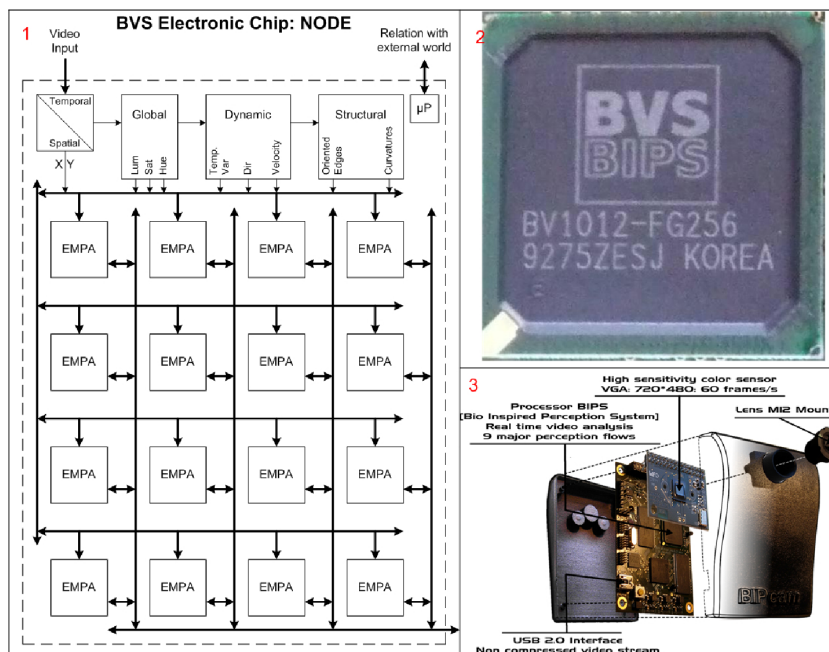 1
BVS Electronic Chip: NODE
Video
Input
Relation with
external world
Temporal
Spatial
X Y
Global
Lum
Sat
Hue
Dynamic
Temp.
Var
Dir
Velocity
Structural
Oriented
Edges
Curvatures
µP
EMPA EMPA EMPA EMPA
EMPA EMPA EMPA EMPA
EMPA EMPA EMPA EMPA
EMPA EMPA EMPA EMPA
2
BVS
BIPS
BV1012-FG256
9275ZESJ KOREA
3
High sensitivity color sensor
VGA: 720*480: 60 frames/s
Processor BIPS
(Bio Inspired Perception System)
Real time video analysis
9 major perception flows
Lens M12 Moun
BIPcam
USB 2.0 Interface
Non compressed video stream